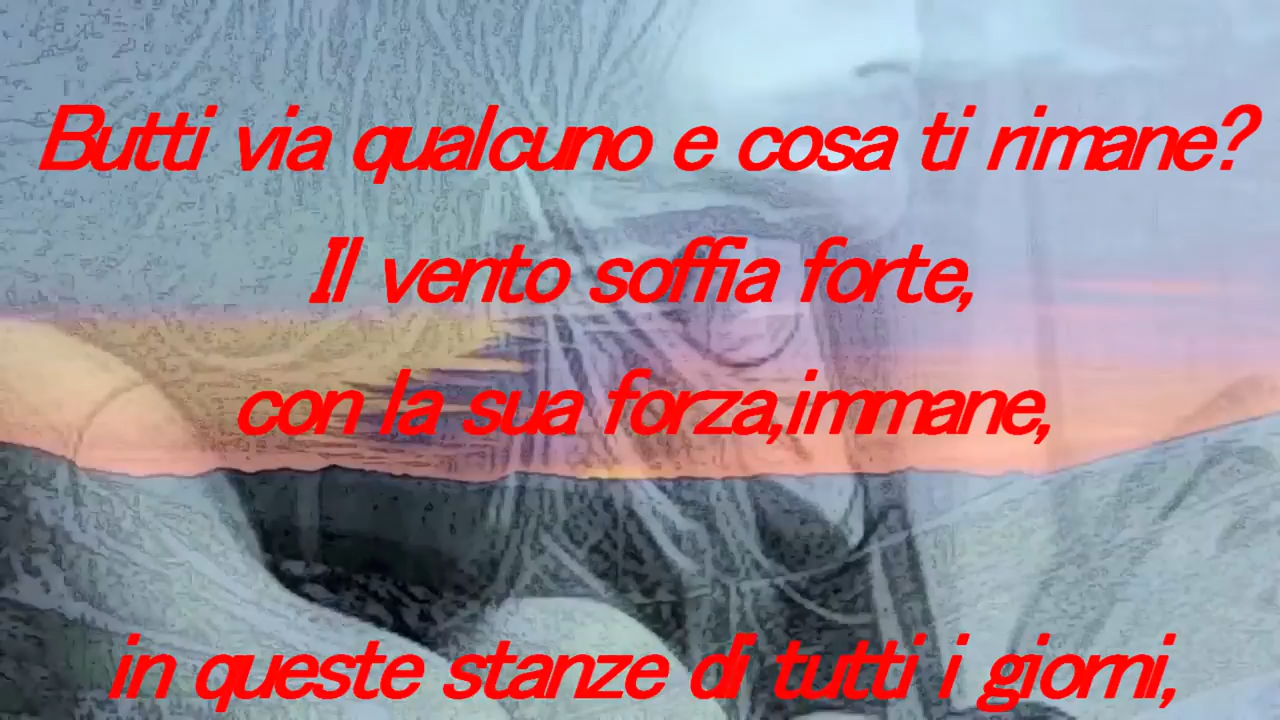 Butti via qualcuno e cosa ti rimane?
Il vento soffia forte,
con la sua forza,immane,
in queste stanze di tutti i giorni,